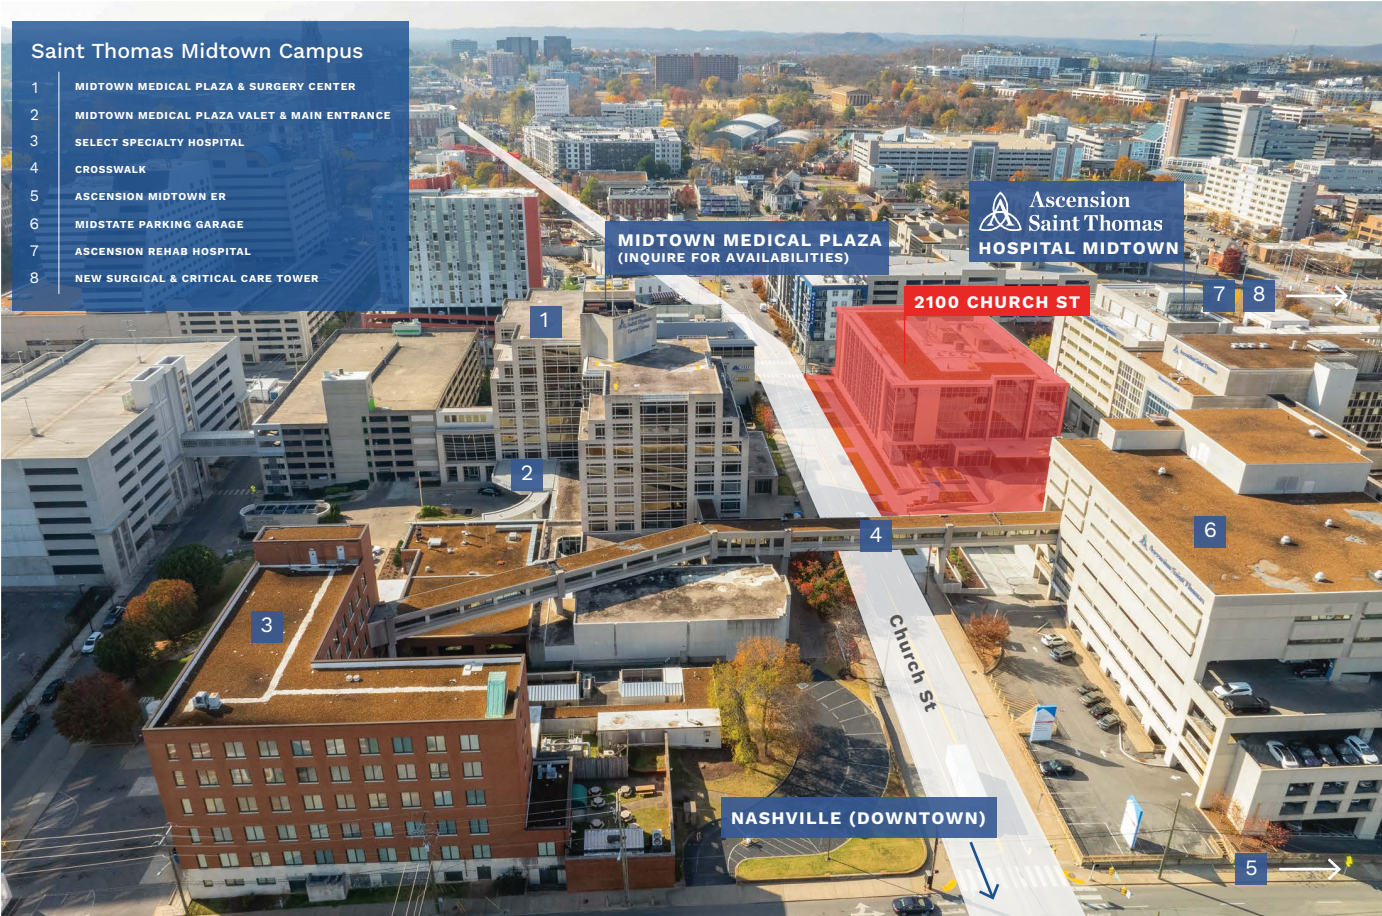 Saint Thomas Midtown Campus
1 MIDTOWN MEDICAL PLAZA & SURGERY CENTER
2 MIDTOWN MEDICAL PLAZA VALET & MAIN ENTRANCE
3 SELECT SPECIALTY HOSPITAL
4 CROSSWALK
5 ASCENSION MIDTOWN ER
6 MIDSTATE PARKING GARAGE
7 ASCENSION REHAB HOSPITAL
8 NEW SURGICAL & CRITICAL CARE TOWER
Ascension
Saint Thomas
HOSPITAL MIDTOWN
MIDTOWN MEDICAL PLAZA
(INQUIRE FOR AVAILABILITIES)
7 8
2100 CHURCH ST
1
2
4
6
Ascension Saint Thomas
3
Church St
NASHVILLE (DOWNTOWN)
5